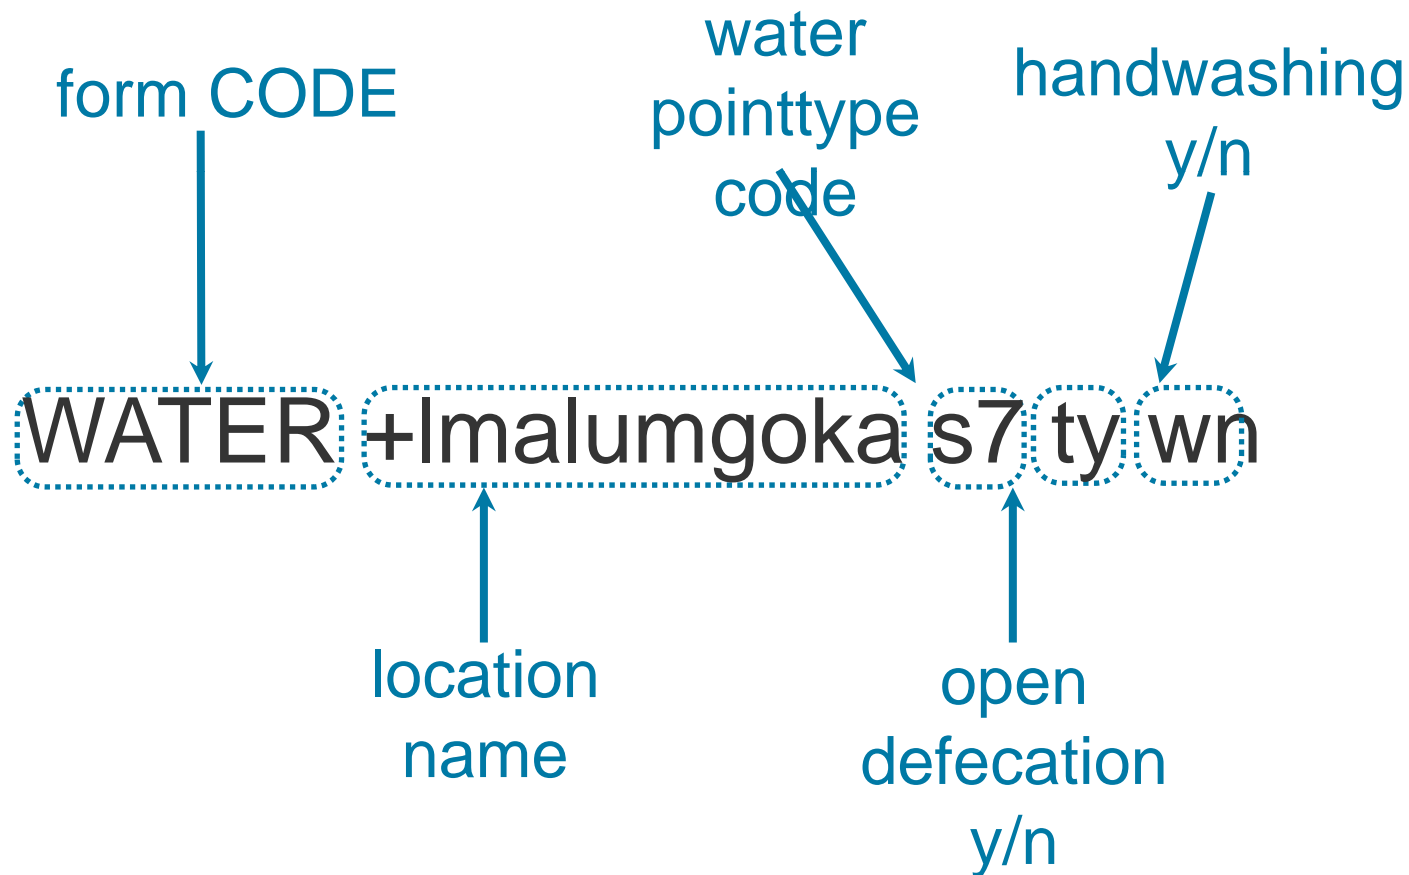 form CODE
water
pointtype
code
handwashing
y/n
WATER +lmalumgoka s7 ty wn
location
name
open
defecation
y/n